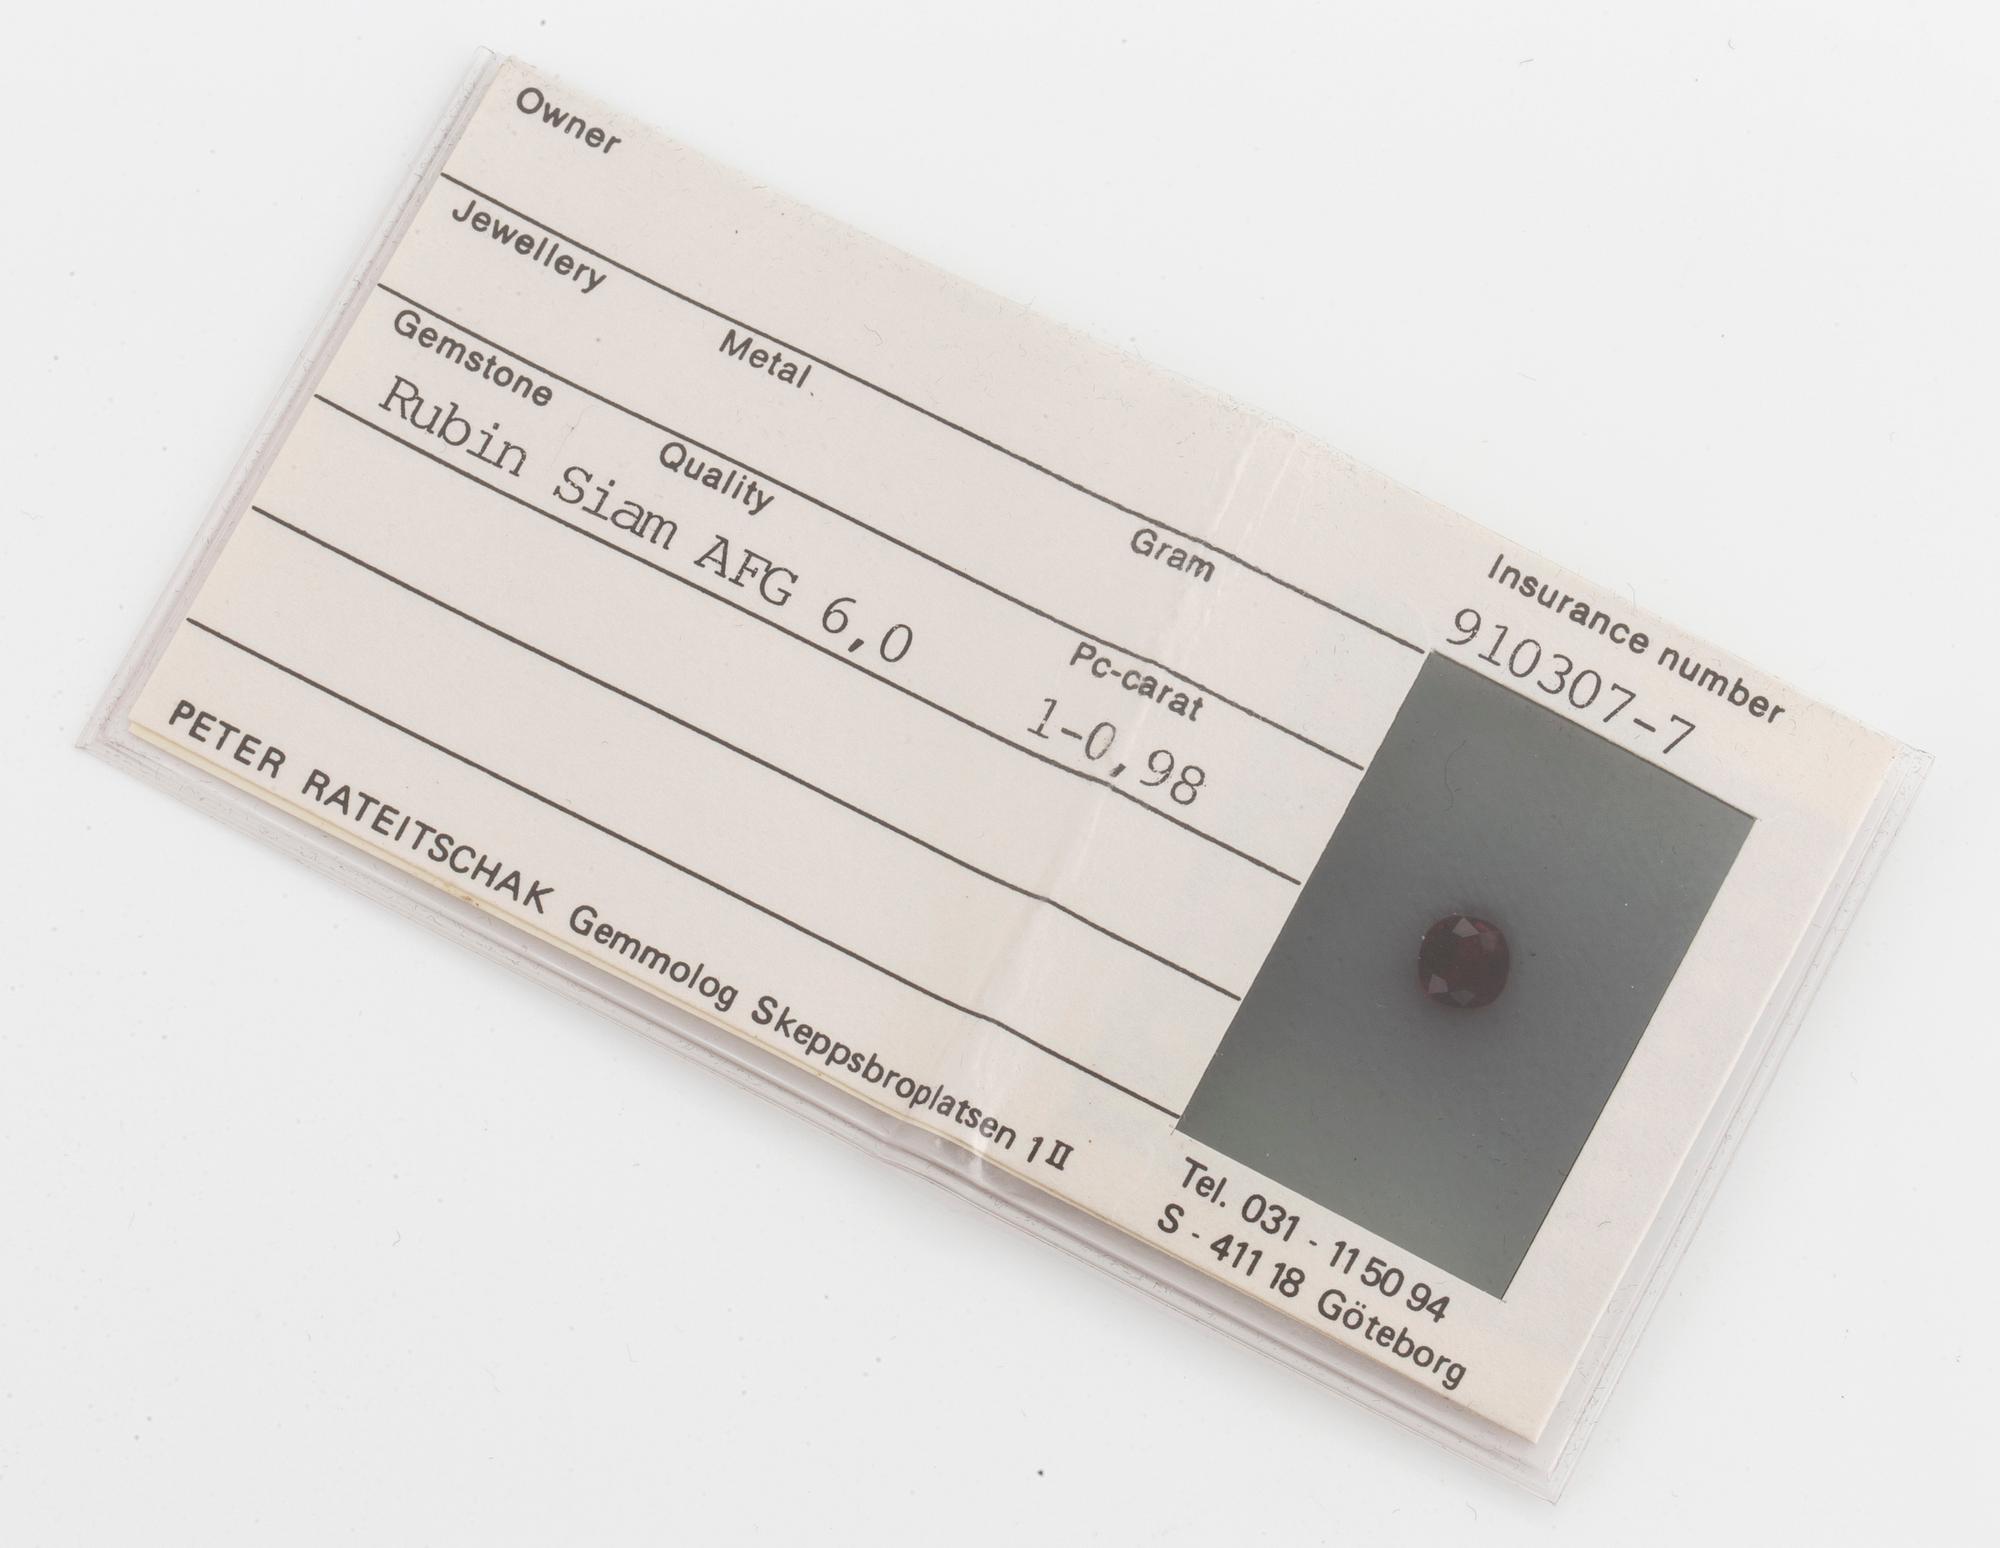 Owner
Insurance number
910307-7
Jewellery Metal Gram
Gemstone Quality Pc-carat
Rubin Siam AFG 6,0 1-0,98
PETER RATEITSCHAK Gemmolog Skeppsbroplatsen 1 II
Tel. 031 - 11 50 94
S - 411 18 Göteborg